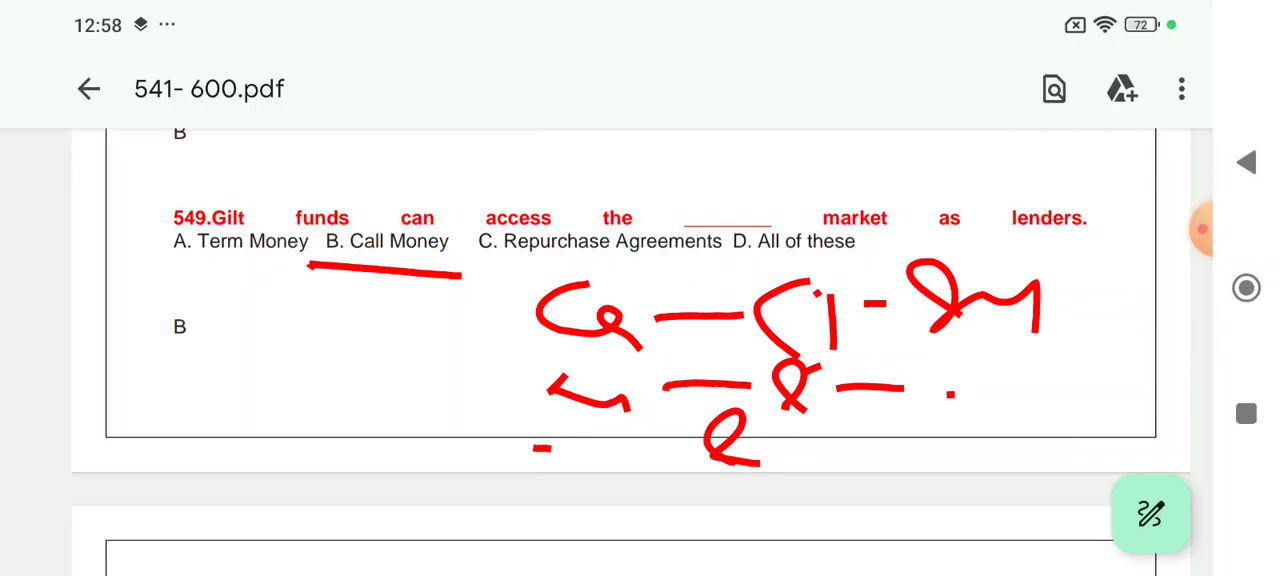 12:58
72
541- 600.pdf
B
549.Gilt funds can access the ________ market as lenders.
A. Term Money B. Call Money C. Repurchase Agreements D. All of these
B